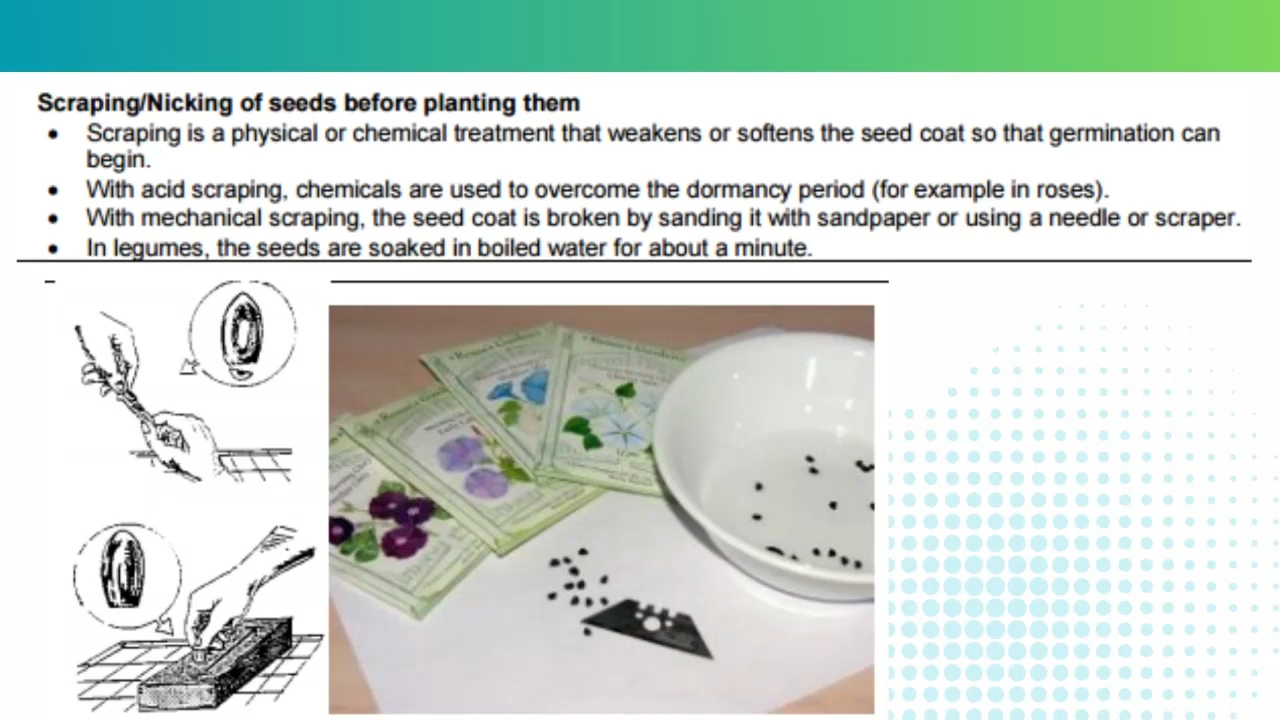 Scraping/Nicking of seeds before planting them
• Scraping is a physical or chemical treatment that weakens or softens the seed coat so that germination can
begin.
• With acid scraping, chemicals are used to overcome the dormancy period (for example in roses).
• With mechanical scraping, the seed coat is broken by sanding it with sandpaper or using a needle or scraper.
• In legumes, the seeds are soaked in boiled water for about a minute.